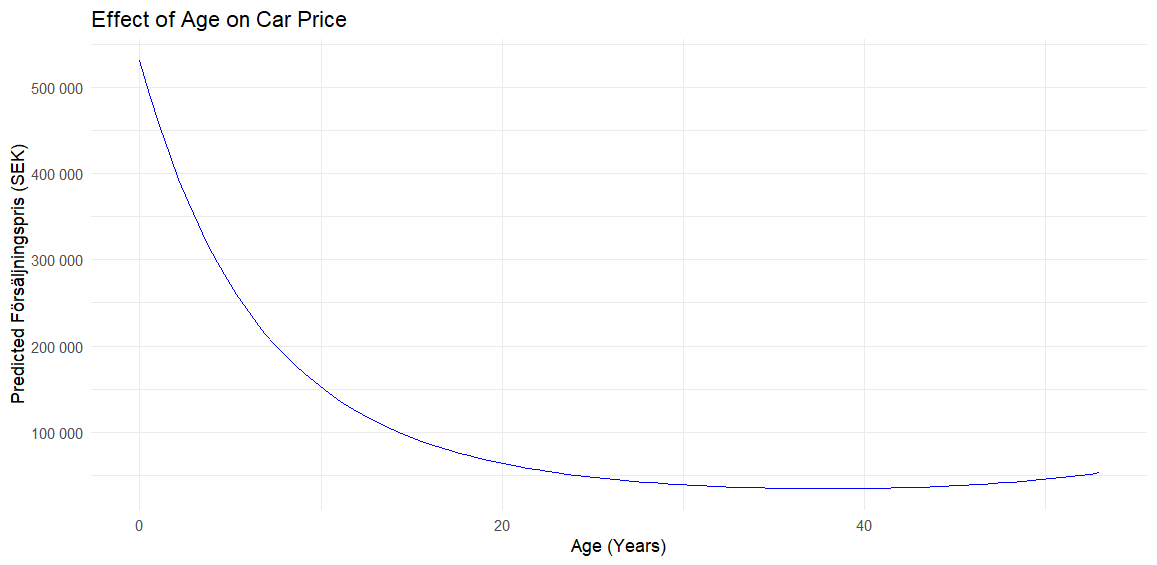 Effect of Age on Car Price
Predicted Försäljningspris (SEK)
500 000
400 000
300 000
200 000
100 000
0 20 40
Age (Years)